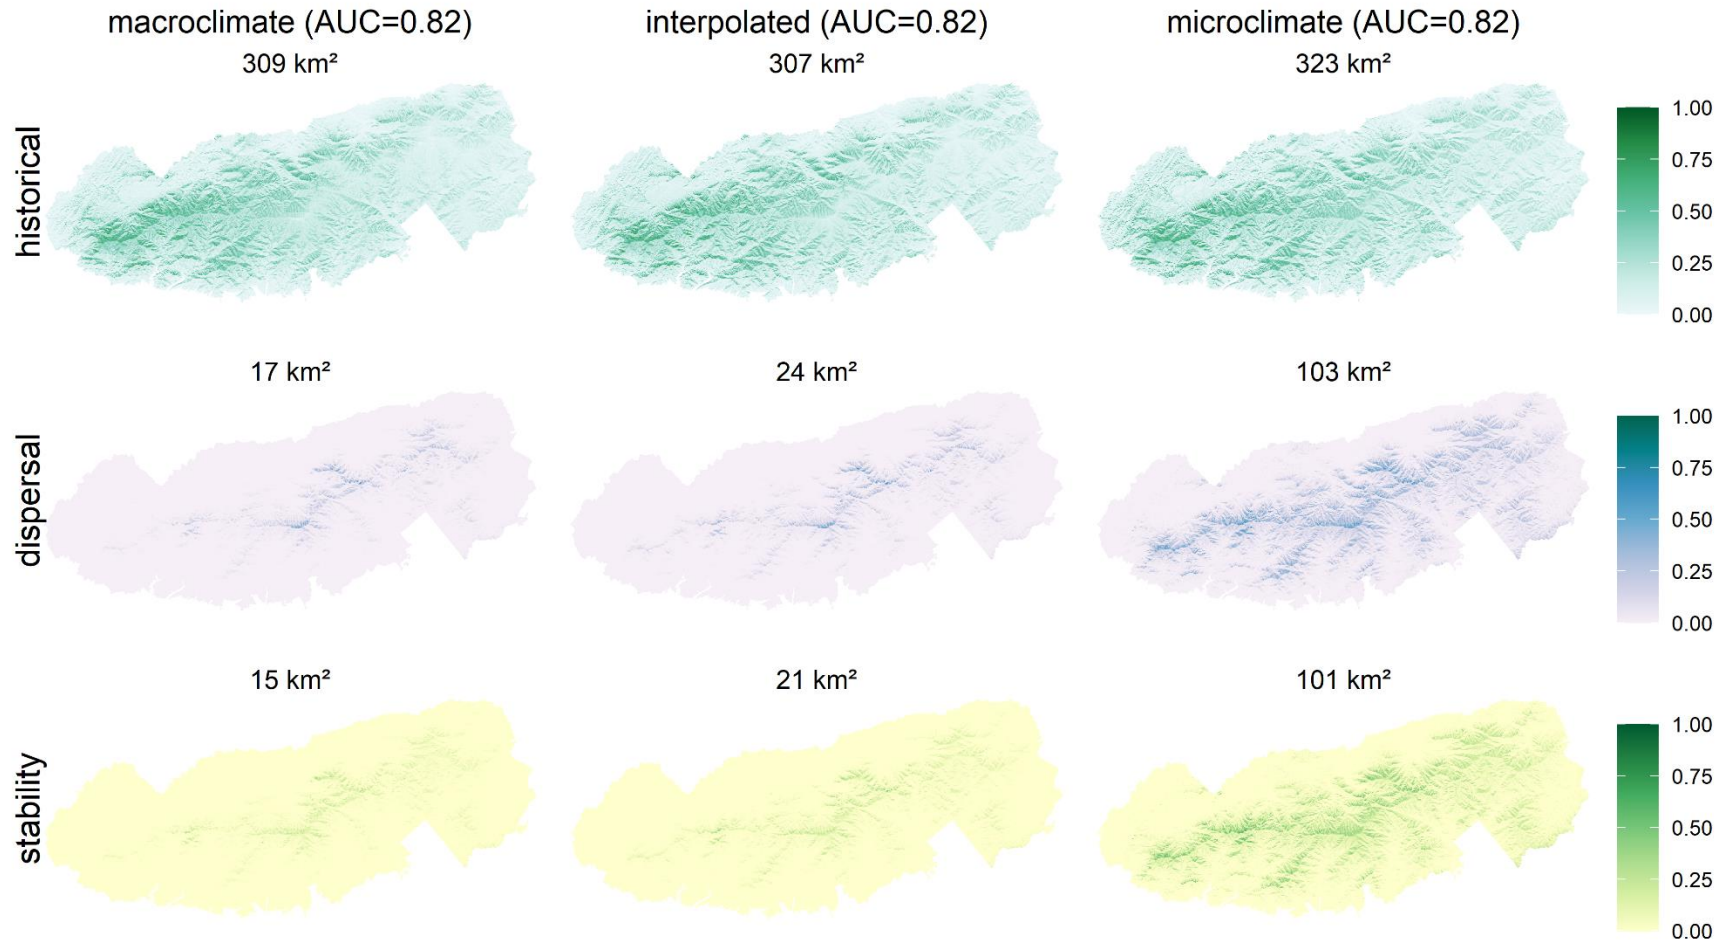 macroclimate (AUC=0.82) interpolated (AUC=0.82) microclimate (AUC=0.82)
309 km² 307 km² 323 km²
historical
1.00
0.75
0.50
0.25
0.00
17 km² 24 km² 103 km²
dispersal
1.00
0.75
0.50
0.25
0.00
15 km² 21 km² 101 km²
stability
1.00
0.75
0.50
0.25
0.00